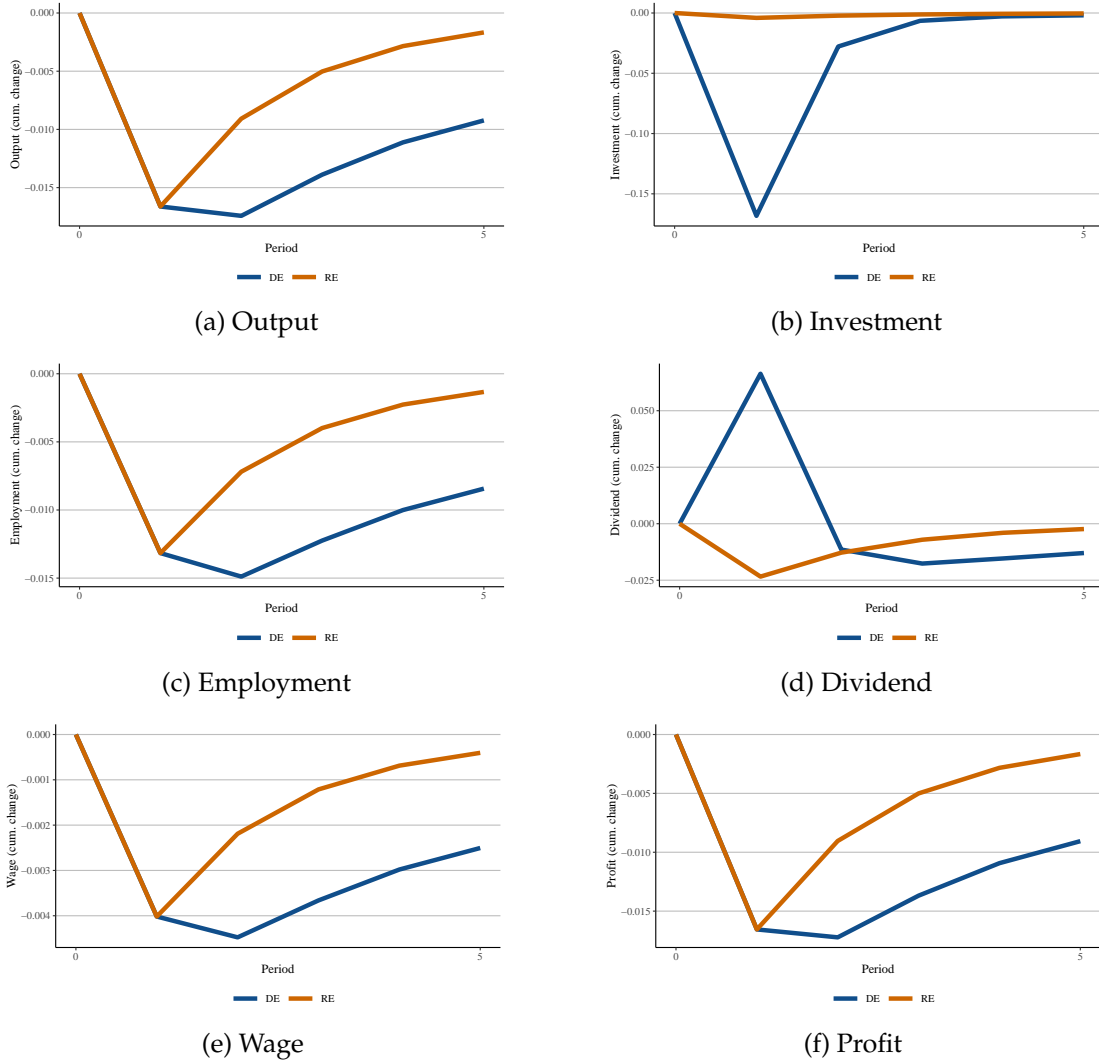 Output (cum. change)
0.000
−0.005
−0.010
−0.015
0
5
Period
DE RE
(a) Output
Investment (cum. change)
0.00
−0.05
−0.10
−0.15
0
5
Period
DE RE
(b) Investment
Employment (cum. change)
0.000
−0.005
−0.010
−0.015
0
5
Period
DE RE
(c) Employment
Dividend (cum. change)
0.050
0.025
0.000
−0.025
0
5
Period
DE RE
(d) Dividend
Wage (cum. change)
0.000
−0.001
−0.002
−0.003
−0.004
0
5
Period
DE RE
(e) Wage
Profit (cum. change)
0.000
−0.005
−0.010
−0.015
0
5
Period
DE RE
(f) Profit